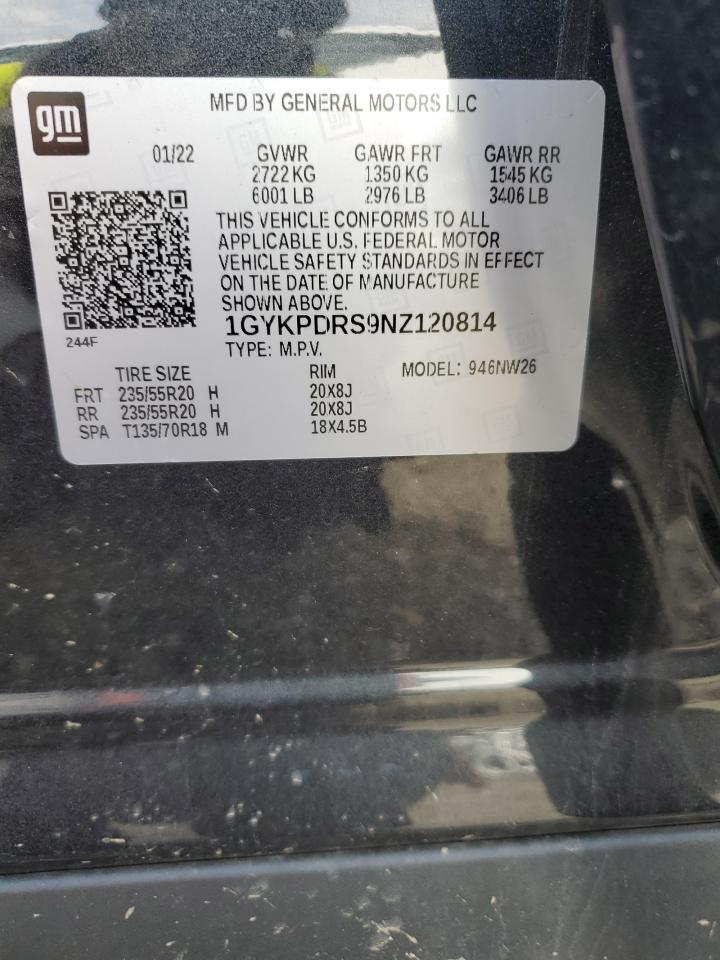 gm
MFD BY GENERAL MOTORS LLC
01/22 GVWR GAWR FRT GAWR RR
2722 KG 1350 KG 1545 KG
6001 LB 2976 LB 3406 LB
THIS VEHICLE CONFORMS TO ALL
APPLICABLE U.S. FEDERAL MOTOR
VEHICLE SAFETY STANDARDS IN EFFECT
ON THE DATE OF MANUFACTURE
SHOWN ABOVE.
1GYKPDRS9NZ120814
244F
TYPE: M.P.V.
TIRE SIZE RIM MODEL: 946NW26
FRT 235/55R20 H 20X8J
RR 235/55R20 H 20X8J
SPA T135/70R18 M 18X4.5B